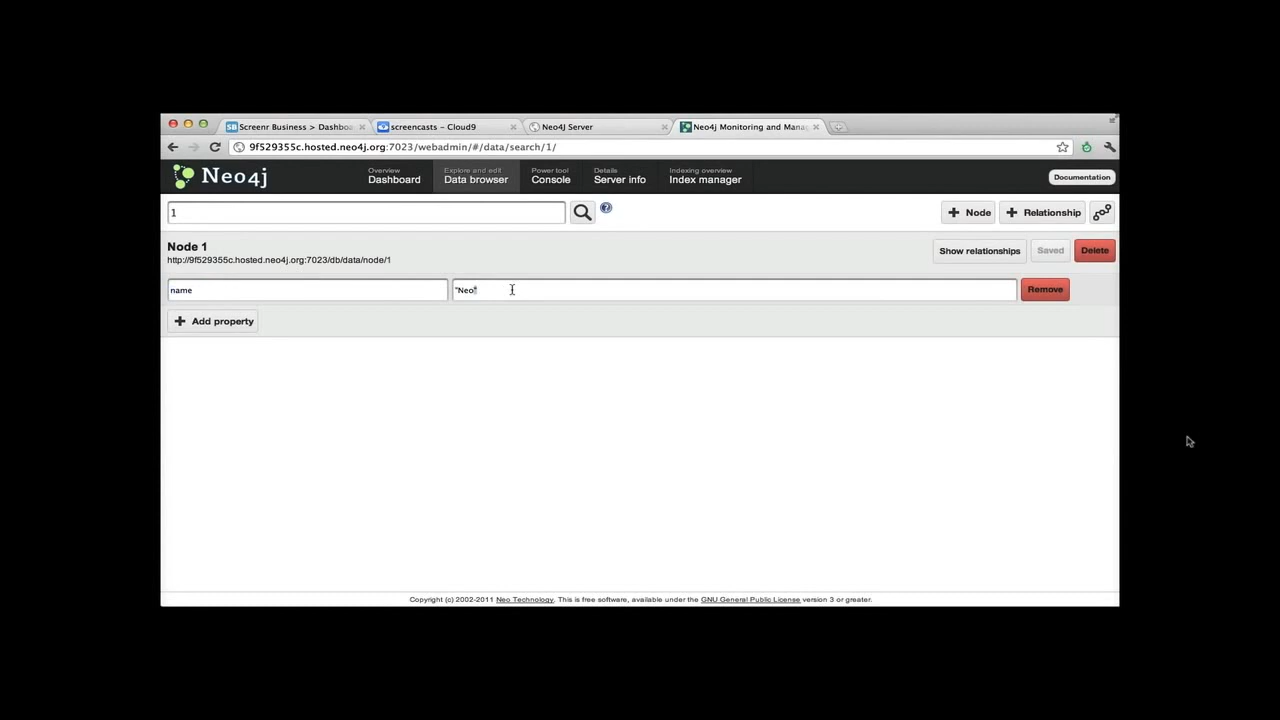 Screenr Business > Dashboa
screencasts - Cloud9
Neo4J Server
Neo4j Monitoring and Mana
9f529355c.hosted.neo4j.org:7023/webadmin/#/data/search/1/
Neo4j
Overview
Dashboard
Explore and edit
Data browser
Power tool
Console
Details
Server info
Indexing overview
Index manager
Documentation
1
+ Node
+ Relationship
Node 1
http://9f529355c.hosted.neo4j.org:7023/db/data/node/1
Show relationships
Saved
Delete
name
"Neo"
Remove
+ Add property
Copyright (c) 2002-2011 Neo Technology. This is free software, available under the GNU General Public License version 3 or greater.